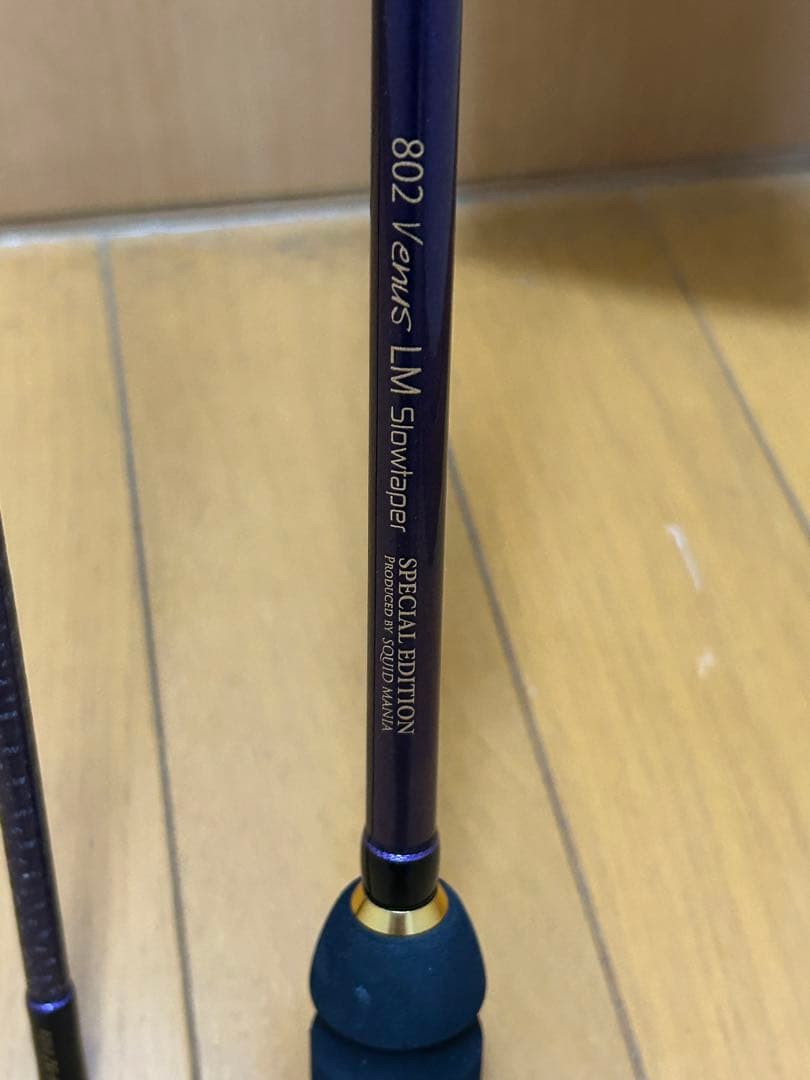 802 Venus LM Slowtaper
SPECIAL EDITION
PRODUCED BY SQUID MANIA